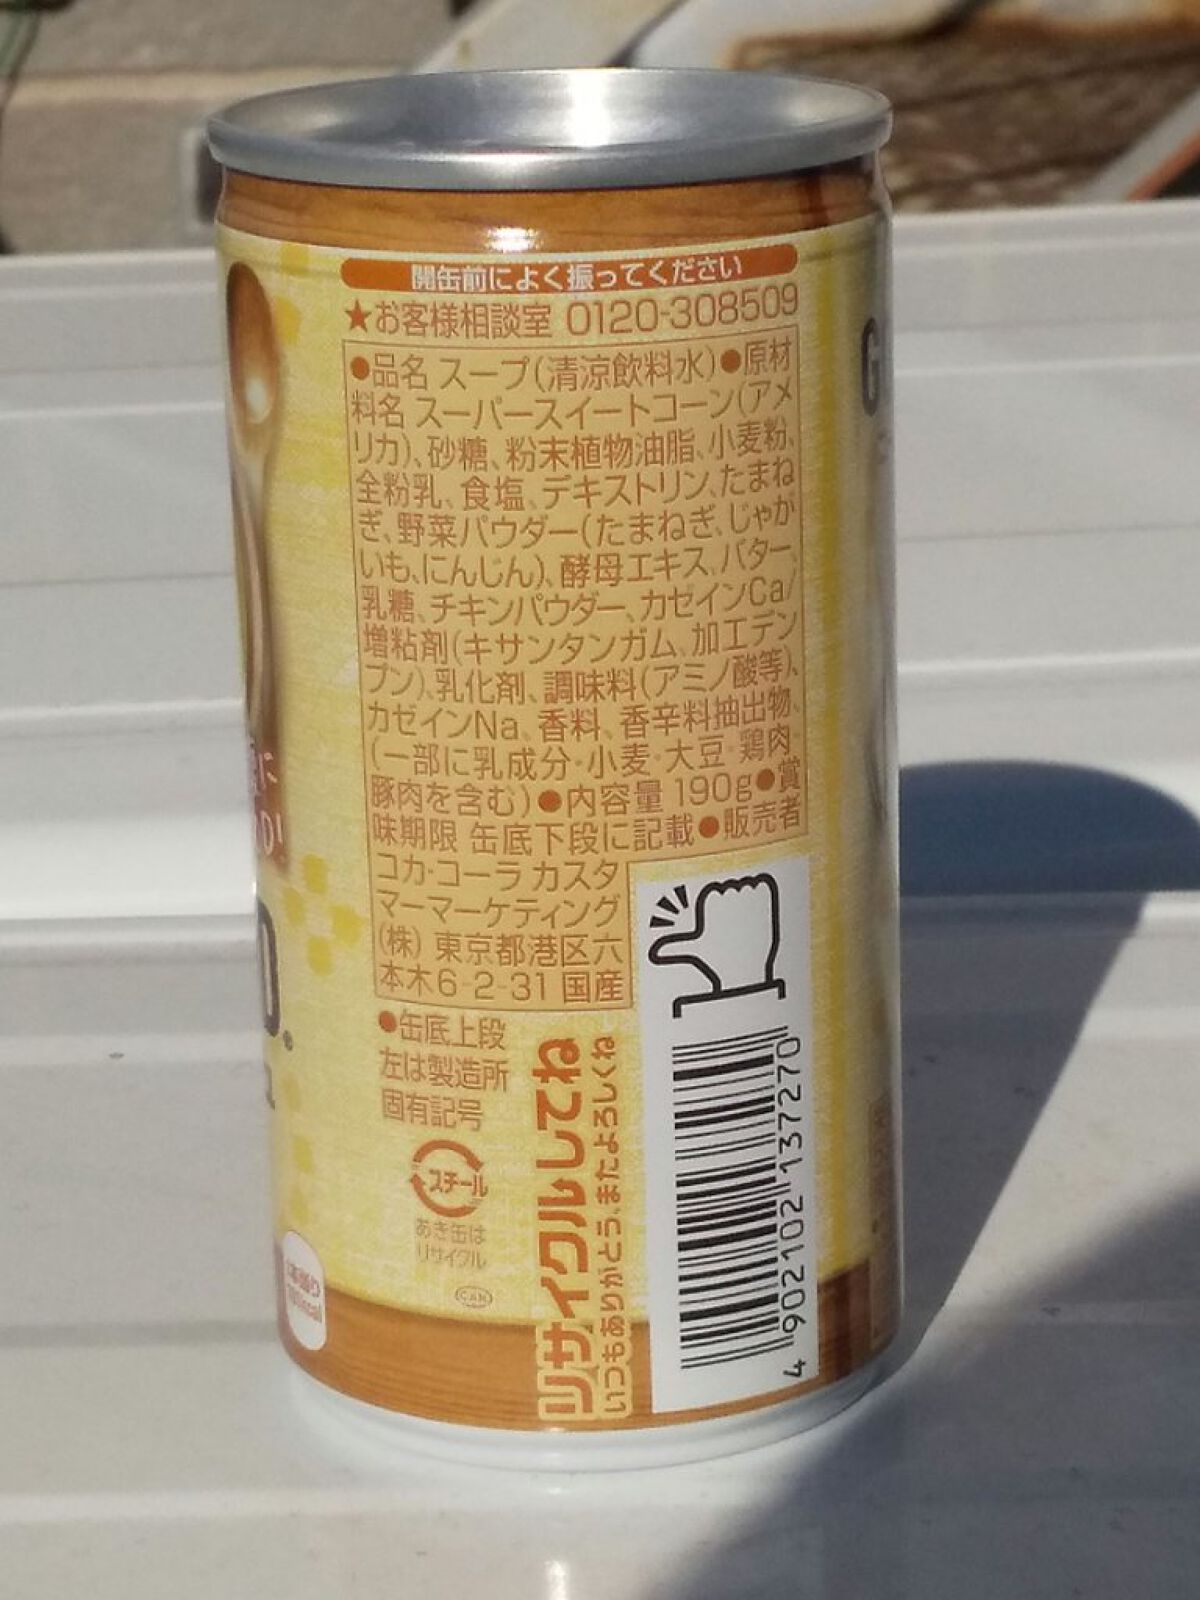 開缶前によく振ってください
★お客様相談室 0120-308509
●品名 スープ(清涼飲料水)●原材
料名 スーパースイートコーン(アメ
リカ)、砂糖、粉末植物油脂、小麦粉、
全粉乳、食塩、デキストリン、たまね
ぎ、野菜パウダー(たまねぎ、じゃが
いも、にんじん)、酵母エキス、バター、
乳糖、チキンパウダー、カゼインCa/
増粘剤(キサンタンガム、加工デン
プン)、乳化剤、調味料(アミノ酸等)、
カゼインNa、香料、香辛料抽出物、
(一部に乳成分・小麦・大豆・鶏肉・
豚肉を含む)●内容量 190g●賞
味期限 缶底下段に記載●販売者
コカ・コーラ カスタ
マーマーケティング
(株) 東京都港区六
本木6-2-31 国産
●缶底上段
左は製造所
固有記号
スチール
あき缶は
リサイクル
CAN
リサイクルしてね
いつもありがとう、またよろしくね
4 902102 137270